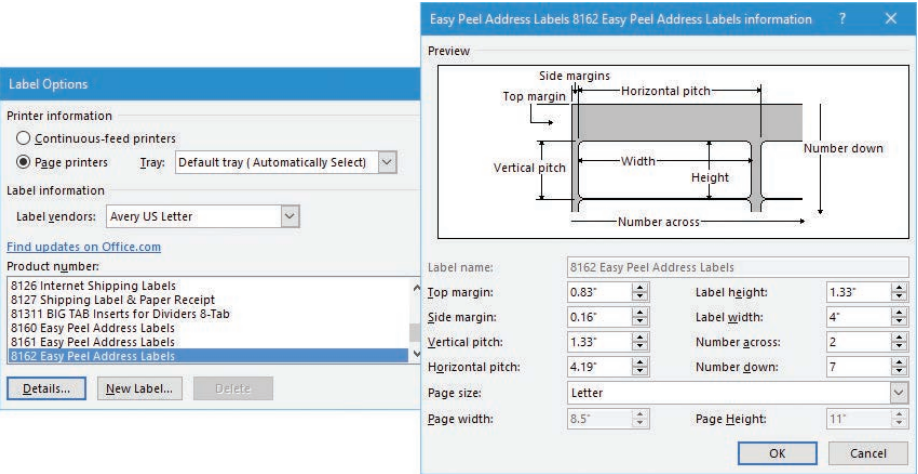 Label Options
Printer information
Continuous-feed printers
Page printers Tray: Default tray ( Automatically Select)
Label information
Label vendors: Avery US Letter
Find updates on Office.com
Product number:
8126 Internet Shipping Labels
8127 Shipping Label & Paper Receipt
81311 BIG TAB Inserts for Dividers 8-Tab
8160 Easy Peel Address Labels
8161 Easy Peel Address Labels
8162 Easy Peel Address Labels
Details... New Label... Delete
Easy Peel Address Labels 8162 Easy Peel Address Labels information ? ×
Preview
Side margins
Top margin Horizontal pitch
Vertical pitch Width Height Number down
Number across
Label name: 8162 Easy Peel Address Labels
Top margin: 0.83" Label height: 1.33"
Side margin: 0.16" Label width: 4"
Vertical pitch: 1.33" Number across: 2
Horizontal pitch: 4.19" Number down: 7
Page size: Letter
Page width: 8.5" Page Height: 11"
OK Cancel